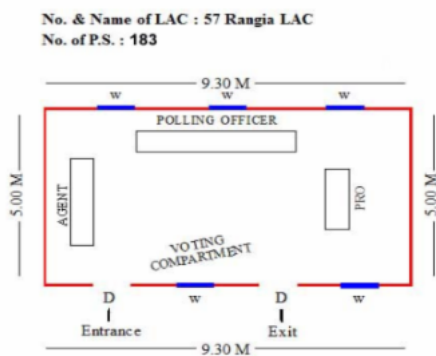 No. & Name of LAC : 57 Rangia LAC
No. of P.S. : 183
9.30 M
w w w
POLLING OFFICER
5.00 M
AGENT
PRO
5.00 M
VOTING
COMPARTMENT
D w D w
Entrance Exit
9.30 M